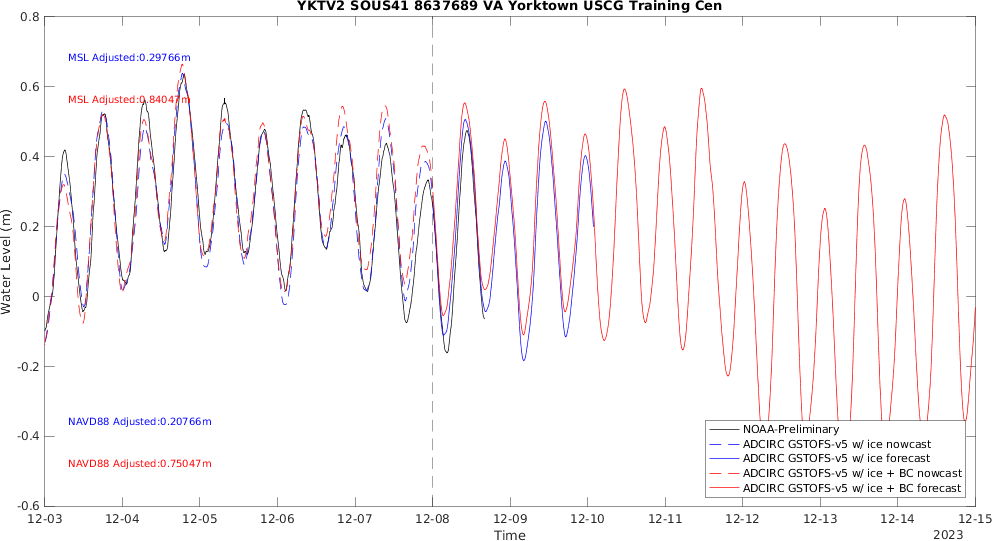 YKTV2 SOUS41 8637689 VA Yorktown USCG Training Cen
0.8
0.6
0.4
0.2
0
-0.2
-0.4
-0.6
Water Level (m)
MSL Adjusted:0.29766m
MSL Adjusted:0.84047m
NAVD88 Adjusted:0.20766m
NAVD88 Adjusted:0.75047m
NOAA-Preliminary
ADCIRC GSTOFS-v5 w/ ice nowcast
ADCIRC GSTOFS-v5 w/ ice forecast
ADCIRC GSTOFS-v5 w/ ice + BC nowcast
ADCIRC GSTOFS-v5 w/ ice + BC forecast
12-03 12-04 12-05 12-06 12-07 12-08 12-09 12-10 12-11 12-12 12-13 12-14 12-15
Time
2023